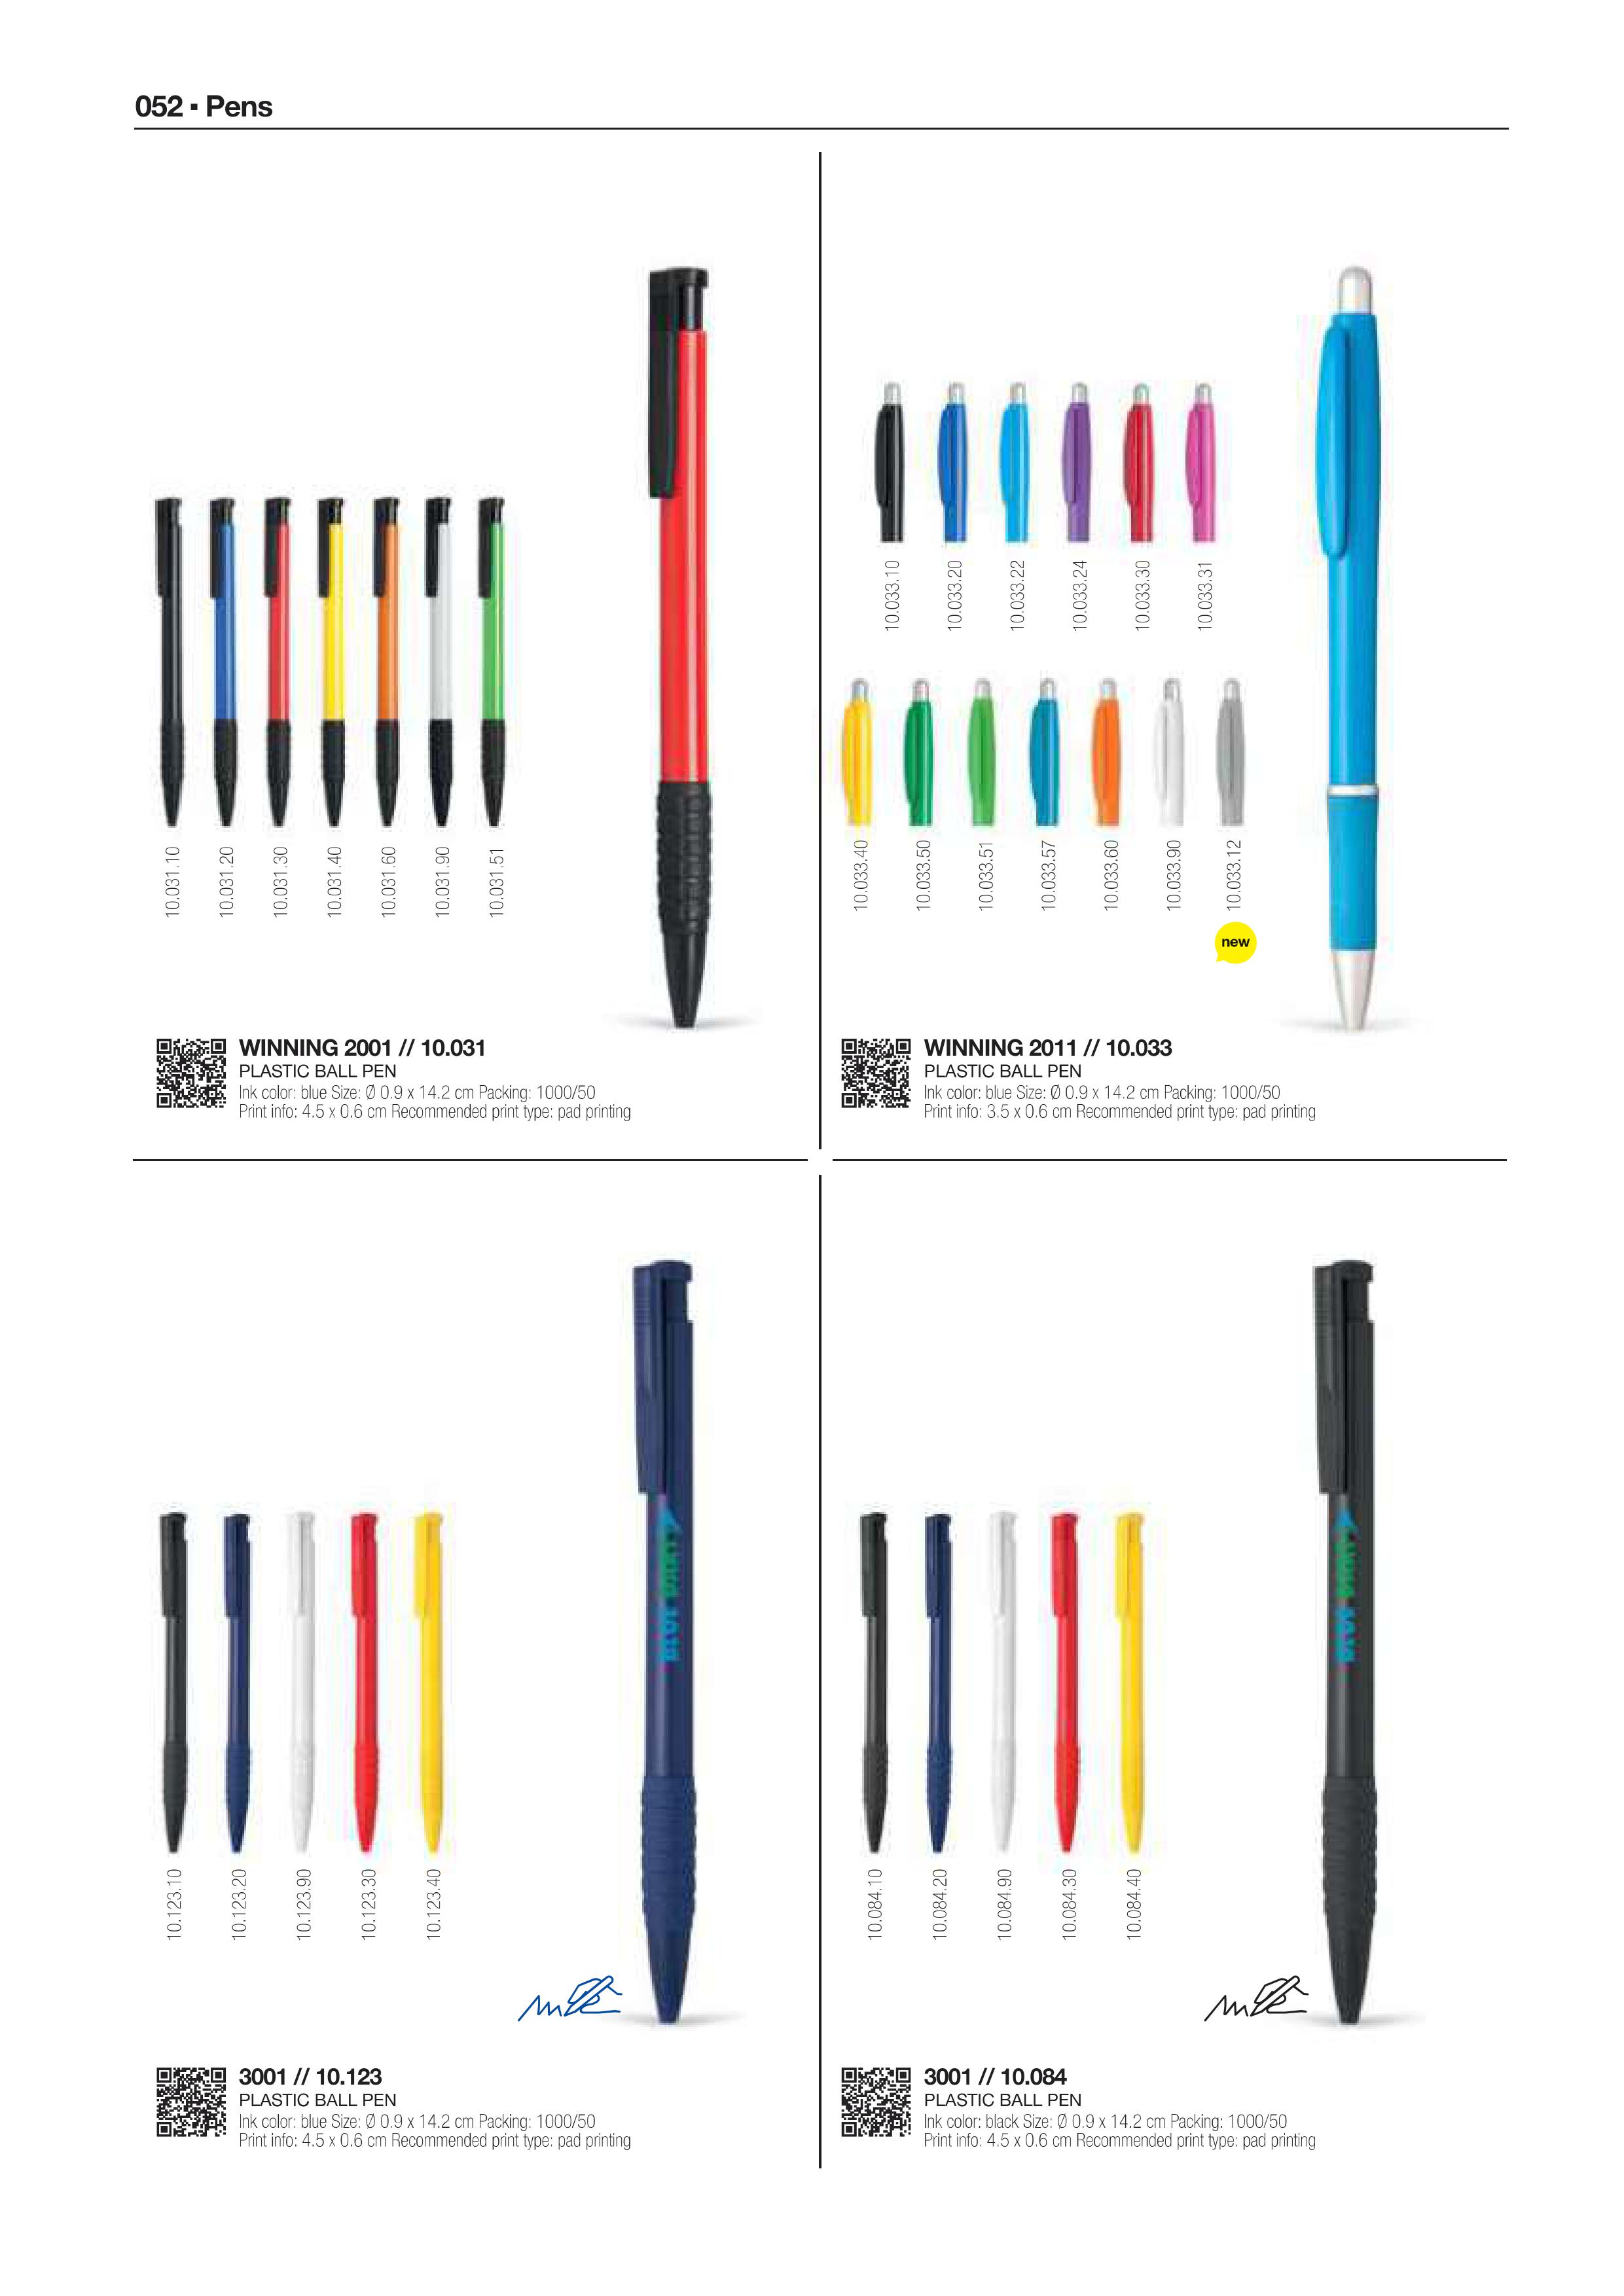 052 ▪ Pens
10.031.10
10.031.20
10.031.30
10.031.40
10.031.60
10.031.90
10.031.51
WINNING 2001 // 10.031
PLASTIC BALL PEN
Ink color: blue Size: Ø 0.9 x 14.2 cm Packing: 1000/50
Print info: 4.5 x 0.6 cm Recommended print type: pad printing
10.033.10
10.033.20
10.033.22
10.033.24
10.033.30
10.033.31
10.033.40
10.033.50
10.033.51
10.033.57
10.033.60
10.033.90
10.033.12
new
WINNING 2011 // 10.033
PLASTIC BALL PEN
Ink color: blue Size: Ø 0.9 x 14.2 cm Packing: 1000/50
Print info: 3.5 x 0.6 cm Recommended print type: pad printing
10.123.10
10.123.20
10.123.90
10.123.30
10.123.40
3001 // 10.123
PLASTIC BALL PEN
Ink color: blue Size: Ø 0.9 x 14.2 cm Packing: 1000/50
Print info: 4.5 x 0.6 cm Recommended print type: pad printing
10.084.10
10.084.20
10.084.90
10.084.30
10.084.40
3001 // 10.084
PLASTIC BALL PEN
Ink color: black Size: Ø 0.9 x 14.2 cm Packing: 1000/50
Print info: 4.5 x 0.6 cm Recommended print type: pad printing